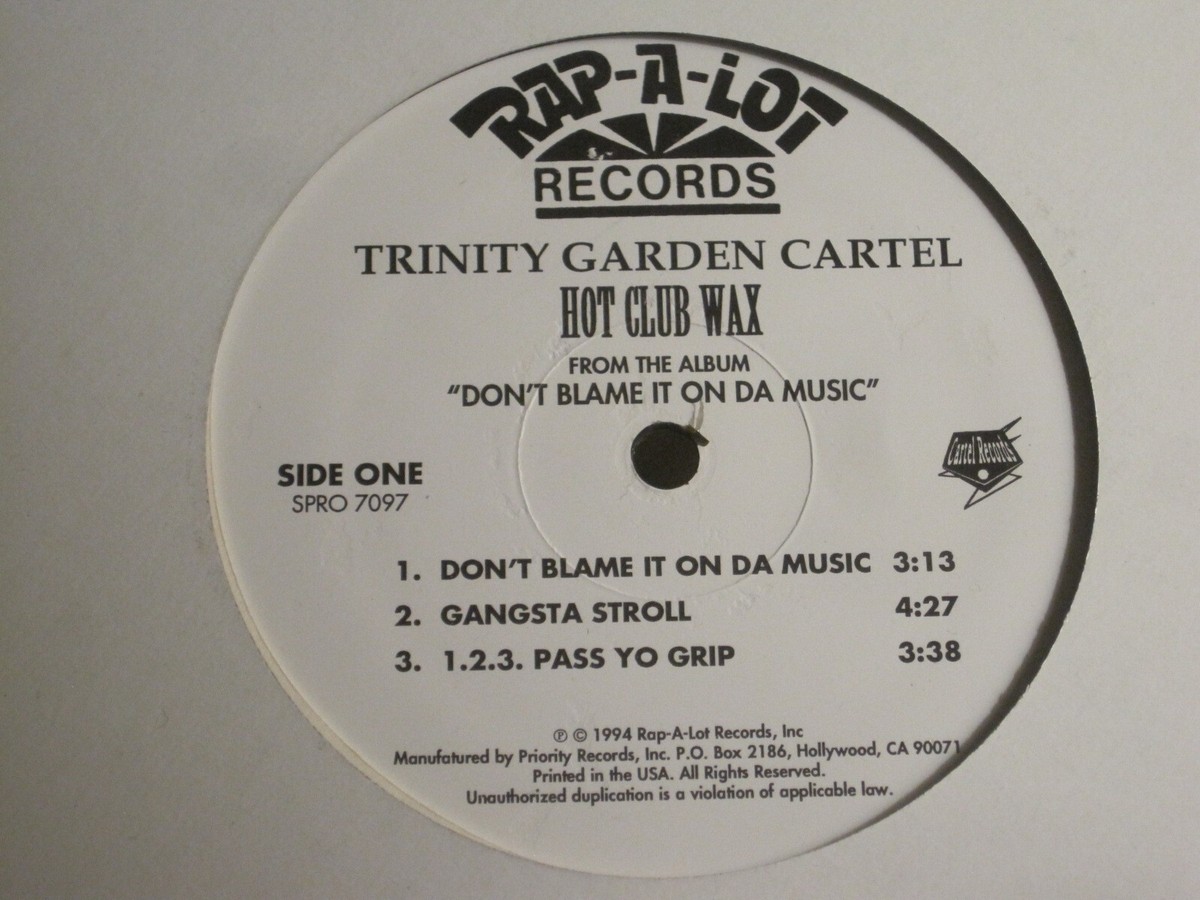 RAP-A-LOT
RECORDS
TRINITY GARDEN CARTEL
HOT CLUB WAX
FROM THE ALBUM
"DON'T BLAME IT ON DA MUSIC"
Cartel Records
SIDE ONE
SPRO 7097
1. DON'T BLAME IT ON DA MUSIC 3:13
2. GANGSTA STROLL 4:27
3. 1.2.3. PASS YO GRIP 3:38
℗ © 1994 Rap-A-Lot Records, Inc
Manufatured by Priority Records, Inc. P.O. Box 2186, Hollywood, CA 90071
Printed in the USA. All Rights Reserved.
Unauthorized duplication is a violation of applicable law.